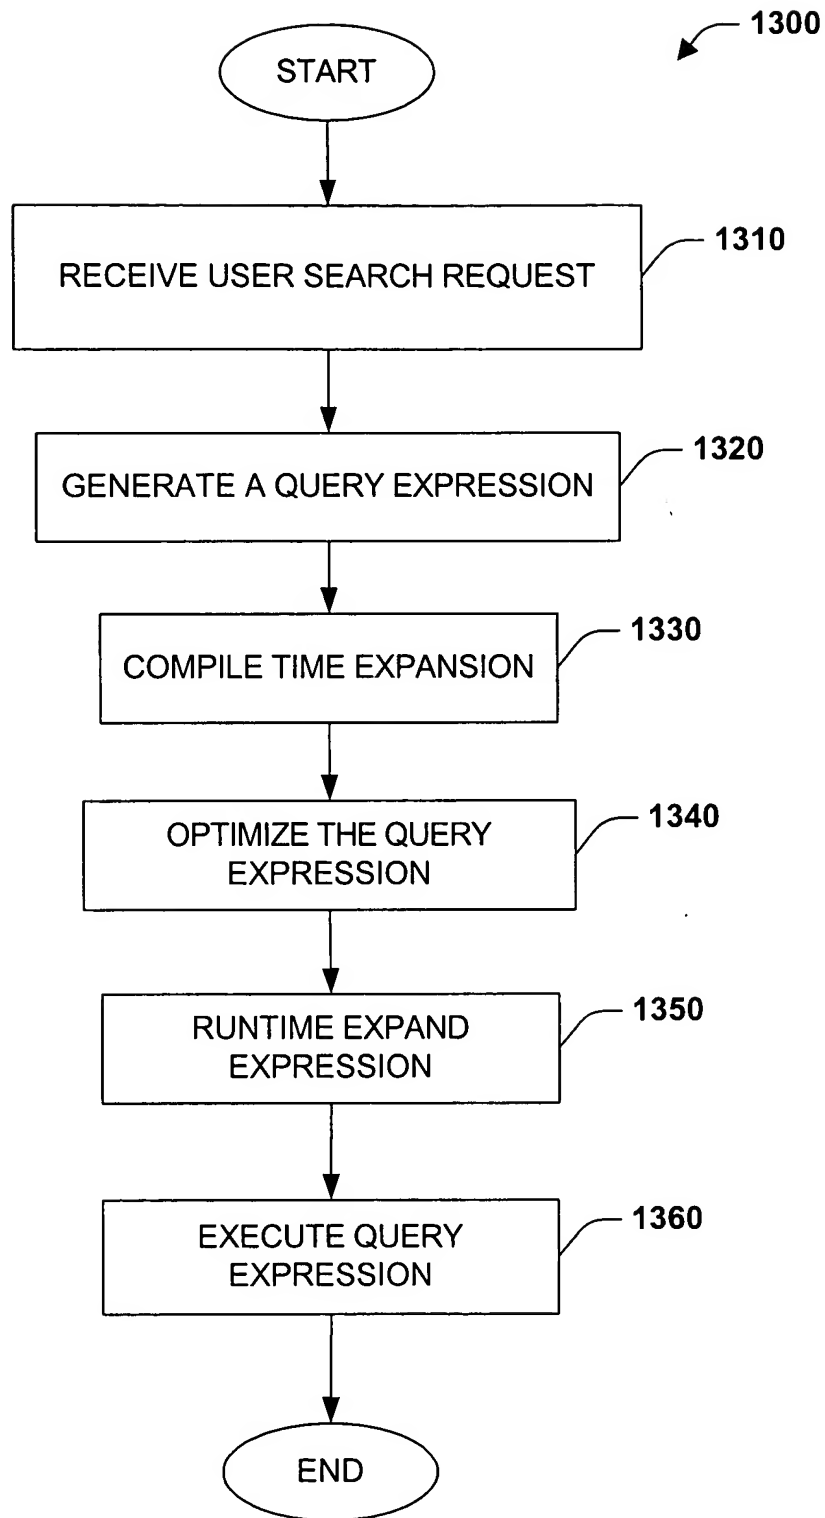 1300
START
RECEIVE USER SEARCH REQUEST
1310
GENERATE A QUERY EXPRESSION
1320
COMPILE TIME EXPANSION
1330
OPTIMIZE THE QUERY
EXPRESSION
1340
RUNTIME EXPAND
EXPRESSION
1350
EXECUTE QUERY
EXPRESSION
1360
END